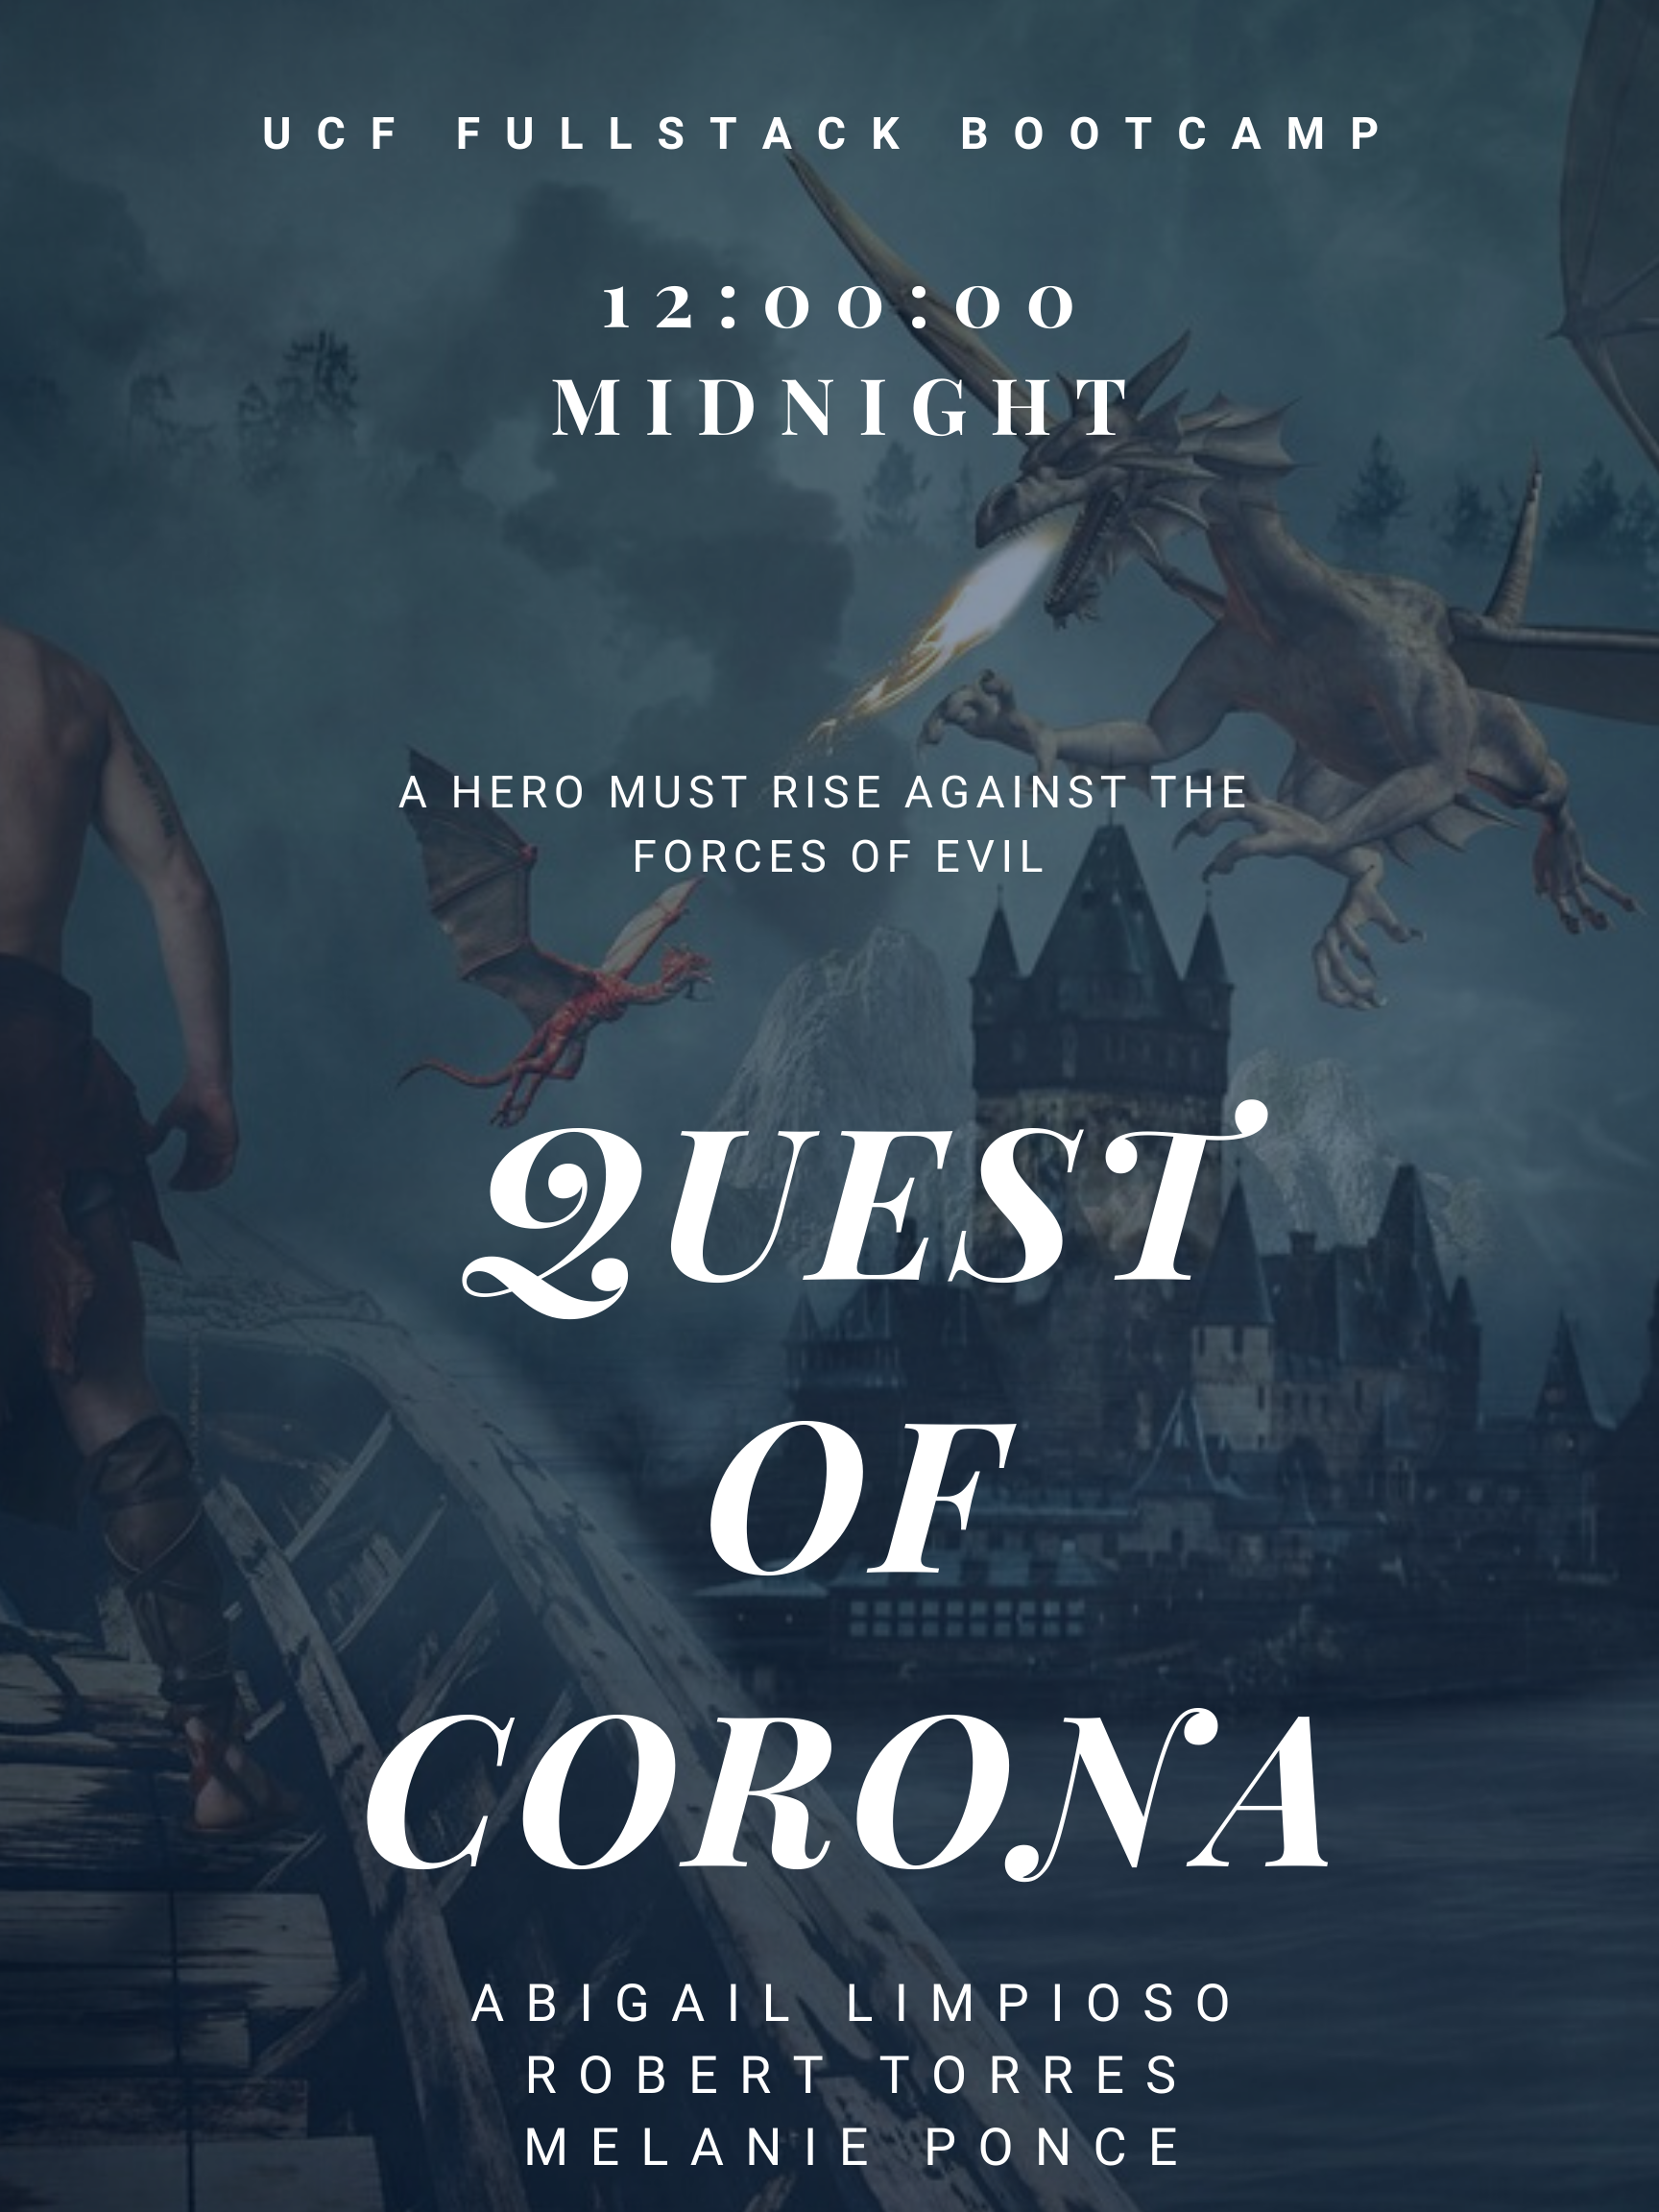 UCF FULLSTACK BOOTCAMP
12:00:00
MIDNIGHT
A HERO MUST RISE AGAINST THE
FORCES OF EVIL
QUEST
OF
CORONA
ABIGAIL LIMPIOSO
ROBERT TORRES
MELANIE PONCE